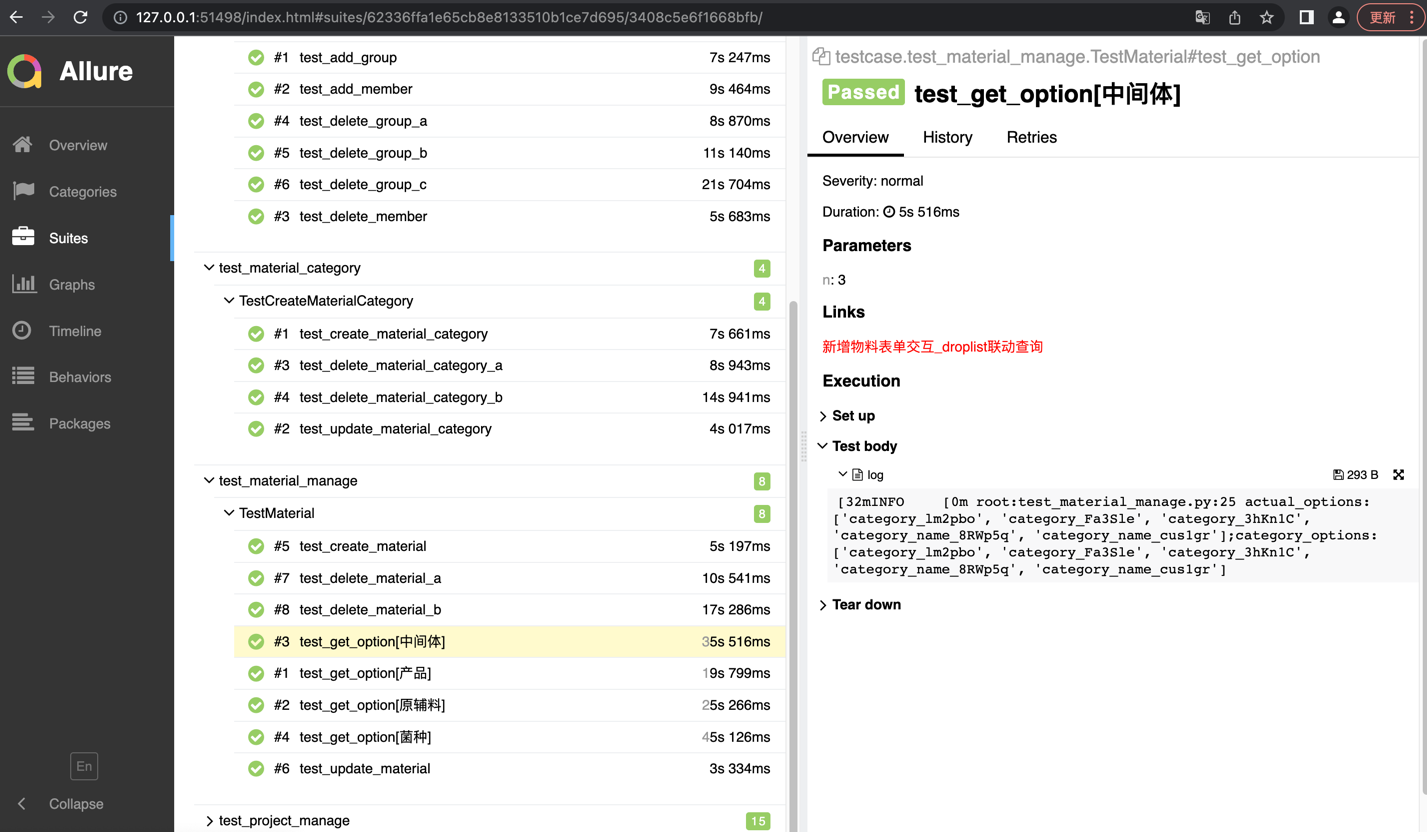 127.0.0.1:51498/index.html#suites/62336ffa1e65cb8e8133510b1ce7d695/3408c5e6f1668bfb/
更新
Allure
Overview
Categories
Suites
Graphs
Timeline
Behaviors
Packages
En
Collapse
#1 test_add_group 7s 247ms
#2 test_add_member 9s 464ms
#4 test_delete_group_a 8s 870ms
#5 test_delete_group_b 11s 140ms
#6 test_delete_group_c 21s 704ms
#3 test_delete_member 5s 683ms
test_material_category 4
TestCreateMaterialCategory 4
#1 test_create_material_category 7s 661ms
#3 test_delete_material_category_a 8s 943ms
#4 test_delete_material_category_b 14s 941ms
#2 test_update_material_category 4s 017ms
test_material_manage 8
TestMaterial 8
#5 test_create_material 5s 197ms
#7 test_delete_material_a 10s 541ms
#8 test_delete_material_b 17s 286ms
#3 test_get_option[中间体] 35s 516ms
#1 test_get_option[产品] 19s 799ms
#2 test_get_option[原辅料] 25s 266ms
#4 test_get_option[菌种] 45s 126ms
#6 test_update_material 3s 334ms
test_project_manage 15
testcase.test_material_manage.TestMaterial#test_get_option
Passed test_get_option[中间体]
Overview History Retries
Severity: normal
Duration: 5s 516ms
Parameters
n: 3
Links
新增物料表单交互_droplist联动查询
Execution
Set up
Test body
log 293 B
[32mINFO [0m root:test_material_manage.py:25 actual_options:
['category_lm2pbo', 'category_Fa3Sle', 'category_3hKn1C',
'category_name_8RWp5q', 'category_name_cus1gr'];category_options:
['category_lm2pbo', 'category_Fa3Sle', 'category_3hKn1C',
'category_name_8RWp5q', 'category_name_cus1gr']
Tear down